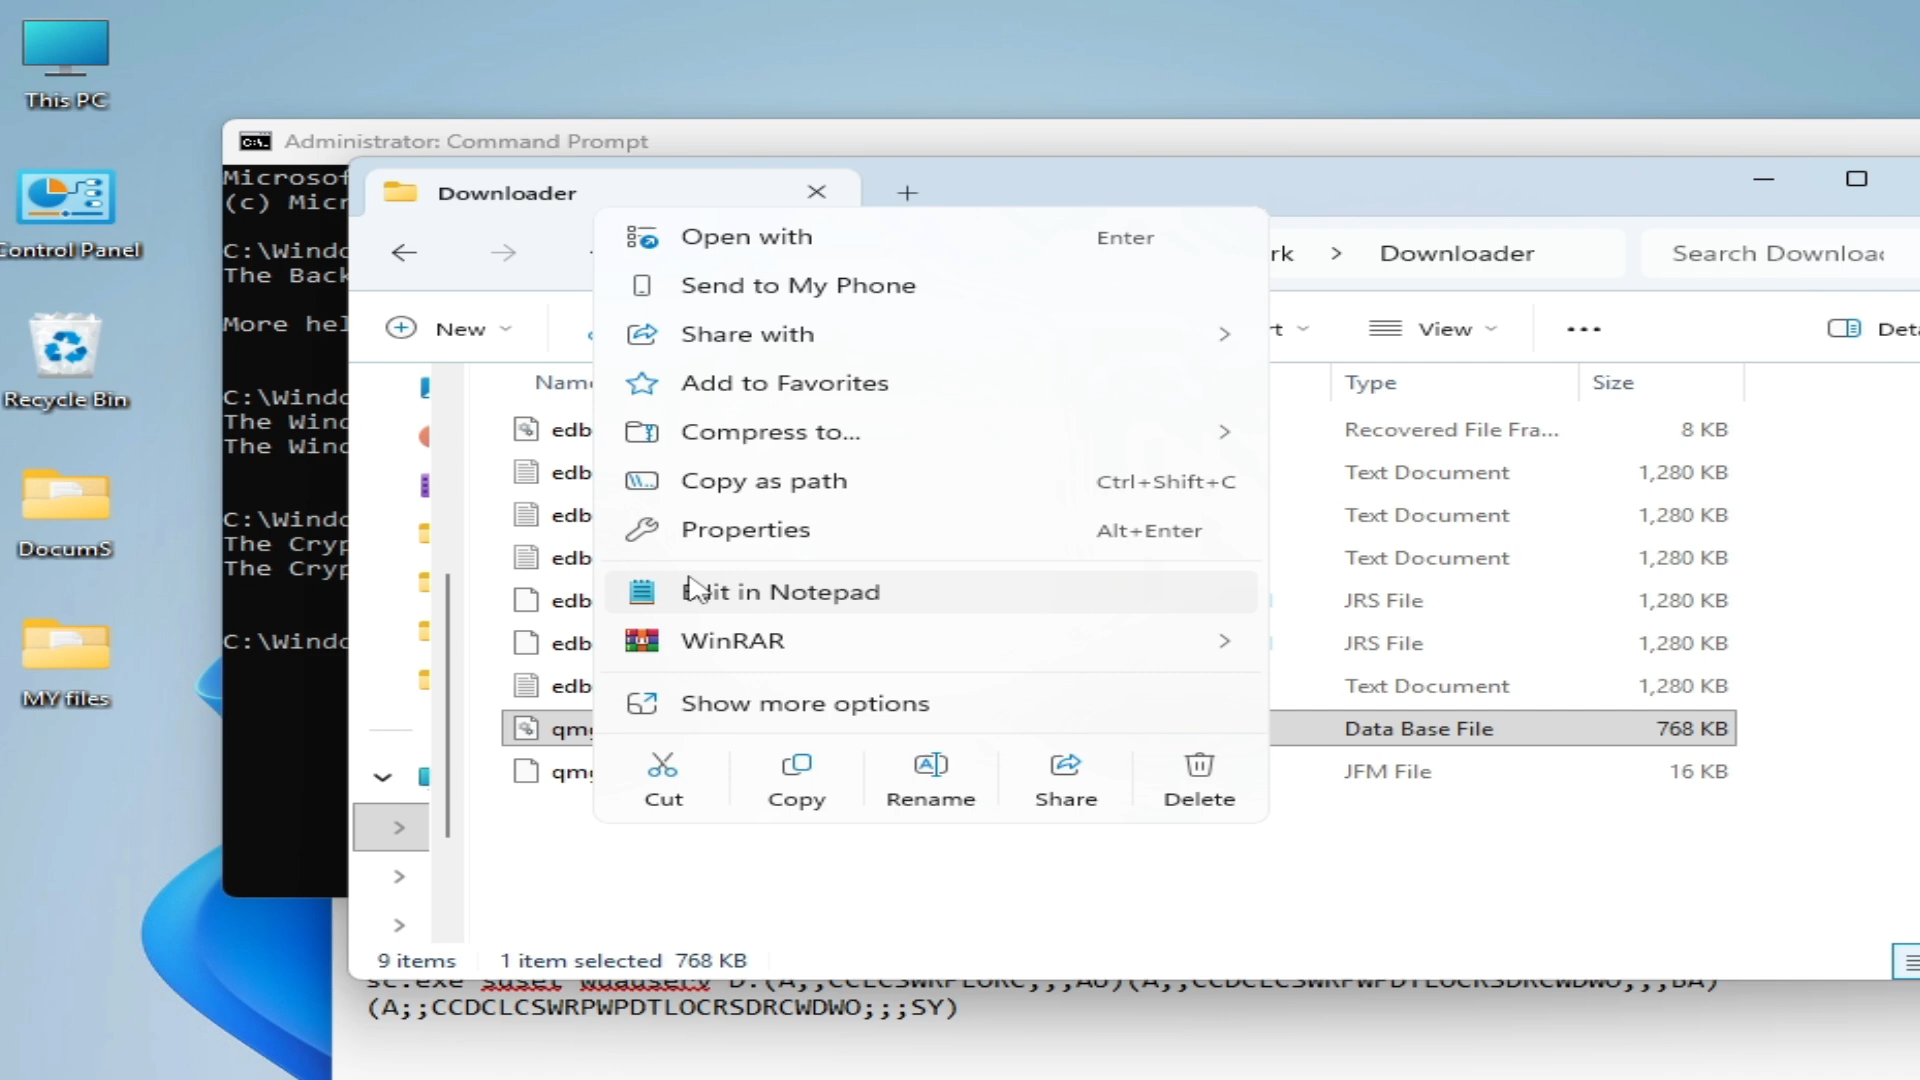 This PC
Control Panel
Recycle Bin
DocumS
MY files
Administrator: Command Prompt
Microsof
(c) Micr
C:\Windo
The Back
More hel
C:\Windo
The Wind
The Wind
C:\Windo
The Cryp
The Cryp
C:\Windo
Downloader
rk > Downloader
Search Downloa
New
View
Deta
Open with Enter
Send to My Phone
Share with
Add to Favorites
Compress to...
Copy as path Ctrl+Shift+C
Properties Alt+Enter
Edit in Notepad
WinRAR
Show more options
Cut Copy Rename Share Delete
Name Type Size
edb Recovered File Fra... 8 KB
edb Text Document 1,280 KB
edb Text Document 1,280 KB
edb Text Document 1,280 KB
edb JRS File 1,280 KB
edb JRS File 1,280 KB
edb Text Document 1,280 KB
qmg Data Base File 768 KB
qmg JFM File 16 KB
9 items 1 item selected 768 KB
(A;;CCDCLCSWRPWPDTLOCRSDRCWDWO;;;SY)